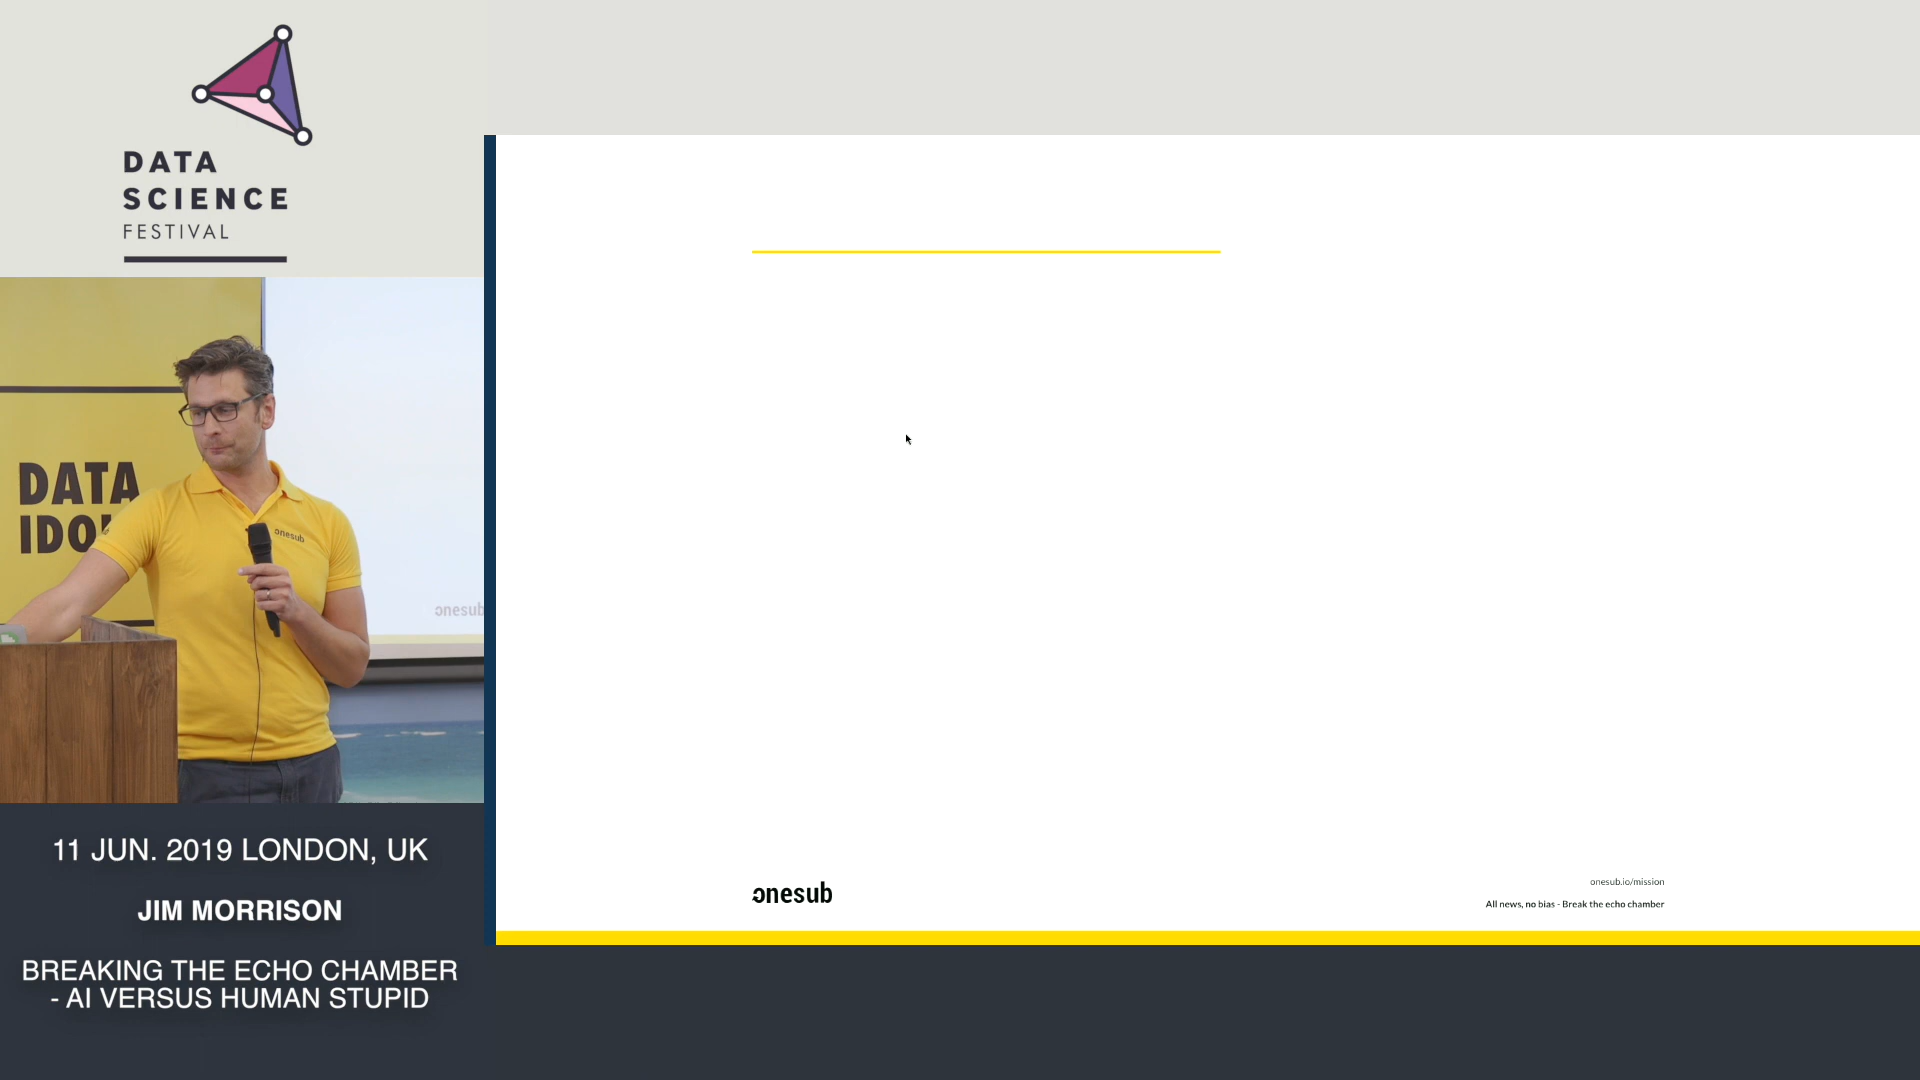 DATA
SCIENCE
FESTIVAL
DATA
onesub
onesub
11 JUN. 2019 LONDON, UK
JIM MORRISON
BREAKING THE ECHO CHAMBER
- AI VERSUS HUMAN STUPID
onesub
onesub.io/mission
All news, no bias - Break the echo chamber